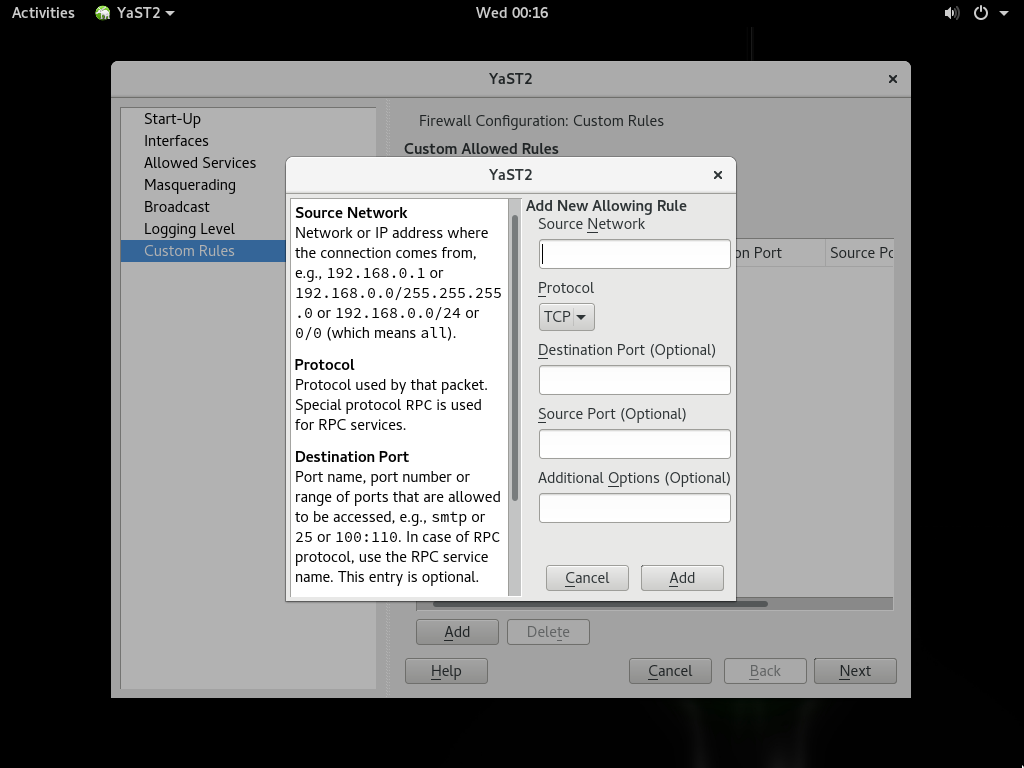 Activities YaST2 Wed 00:16
YaST2
Start-Up
Interfaces
Allowed Services
Masquerading
Broadcast
Logging Level
Custom Rules
Firewall Configuration: Custom Rules
Custom Allowed Rules
on Port Source Po
YaST2
Source Network
Network or IP address where
the connection comes from,
e.g., 192.168.0.1 or
192.168.0.0/255.255.255
.0 or 192.168.0.0/24 or
0/0 (which means all).
Protocol
Protocol used by that packet.
Special protocol RPC is used
for RPC services.
Destination Port
Port name, port number or
range of ports that are allowed
to be accessed, e.g., smtp or
25 or 100:110. In case of RPC
protocol, use the RPC service
name. This entry is optional.
Add New Allowing Rule
Source Network
Protocol
TCP
Destination Port (Optional)
Source Port (Optional)
Additional Options (Optional)
Cancel Add
Add Delete
Help Cancel Back Next